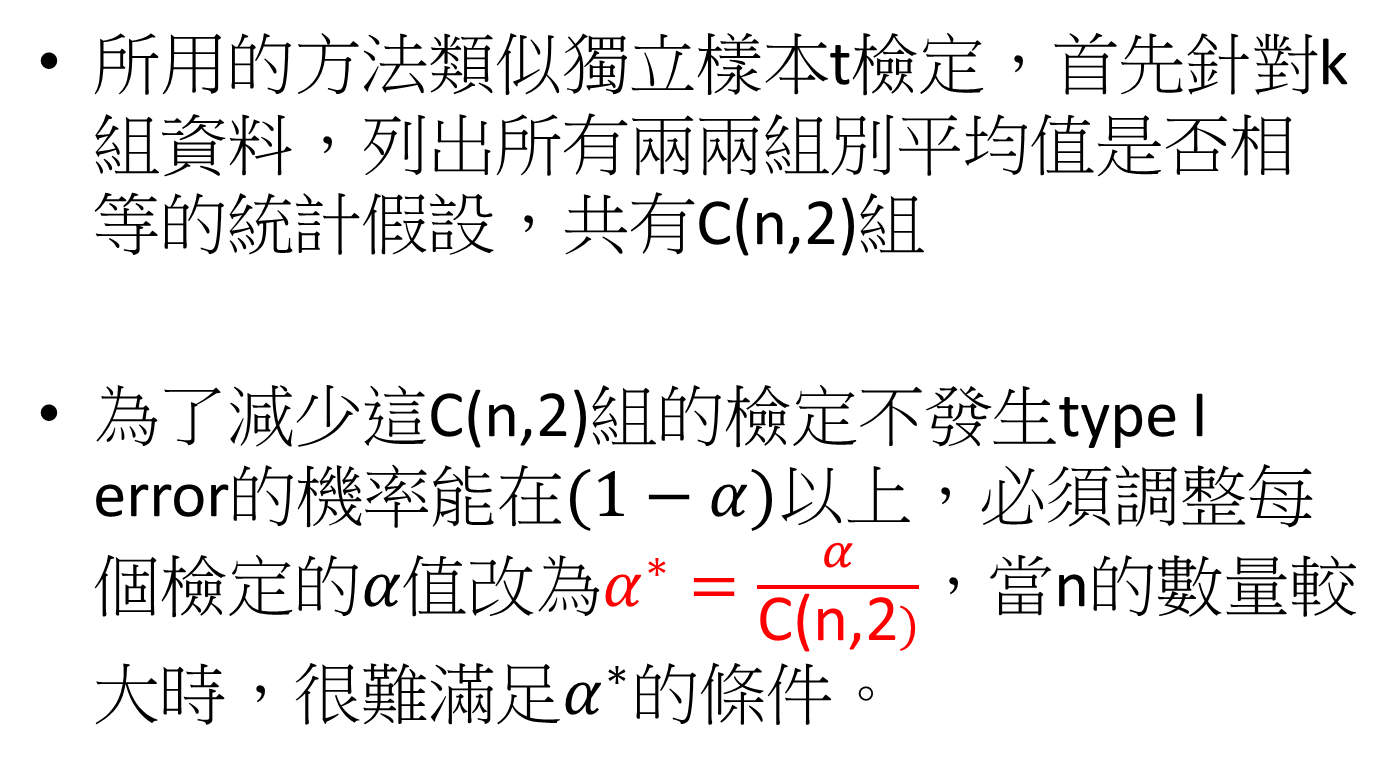 • 所用的方法類似獨立樣本t檢定，首先針對k
組資料，列出所有兩兩組別平均值是否相
等的統計假設，共有C(n,2)組
• 為了減少這C(n,2)組的檢定不發生type I
error的機率能在(1 − 𝛼)以上，必須調整每
個檢定的𝛼值改為𝛼* = 𝛼/C(n,2)，當n的數量較
大時，很難滿足𝛼*的條件。